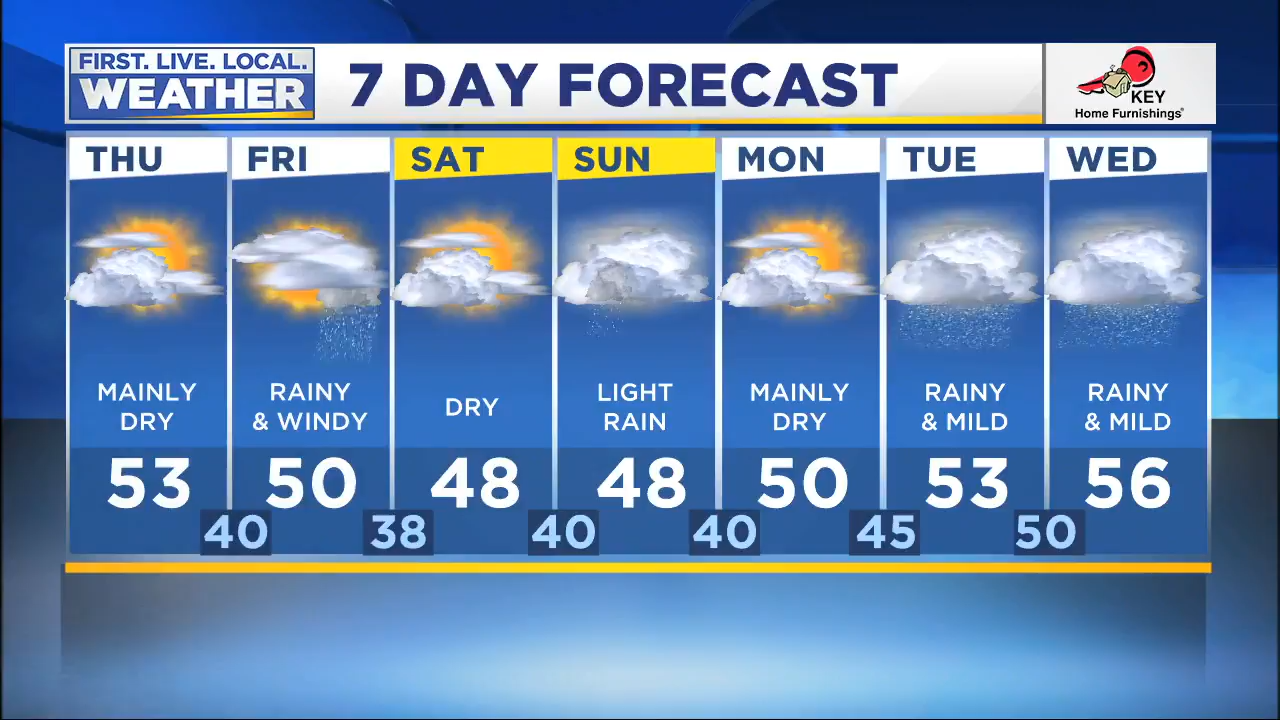 FIRST. LIVE. LOCAL.
WEATHER
7 DAY FORECAST
KEY
Home Furnishings®
THU
FRI
SAT
SUN
MON
TUE
WED
MAINLY
DRY
RAINY
& WINDY
DRY
LIGHT
RAIN
MAINLY
DRY
RAINY
& MILD
RAINY
& MILD
53
50
48
48
50
53
56
40
38
40
40
45
50